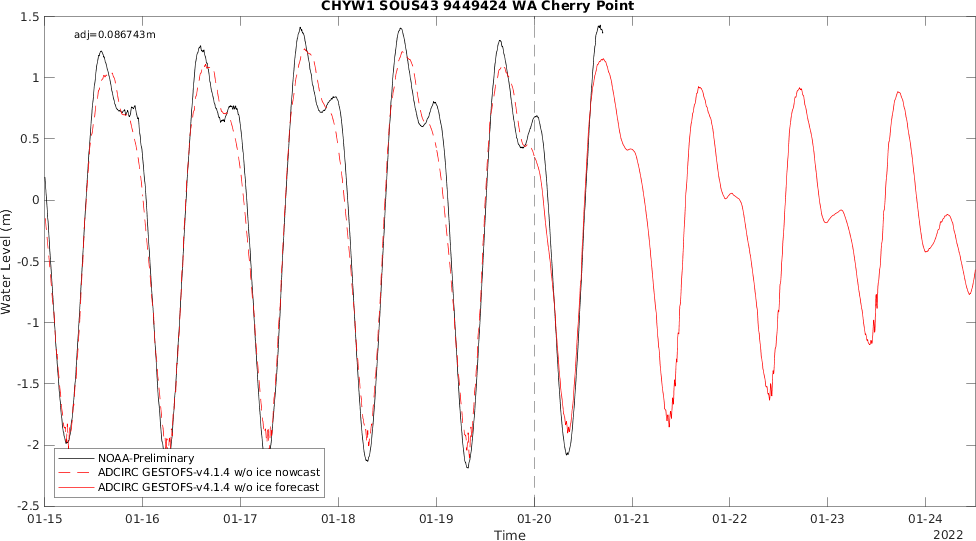 CHYW1 SOUS43 9449424 WA Cherry Point
adj=0.086743m
1.5
1
0.5
0
-0.5
-1
-1.5
-2
-2.5
Water Level (m)
NOAA-Preliminary
ADCIRC GESTOFS-v4.1.4 w/o ice nowcast
ADCIRC GESTOFS-v4.1.4 w/o ice forecast
01-15 01-16 01-17 01-18 01-19 01-20 01-21 01-22 01-23 01-24
Time
2022